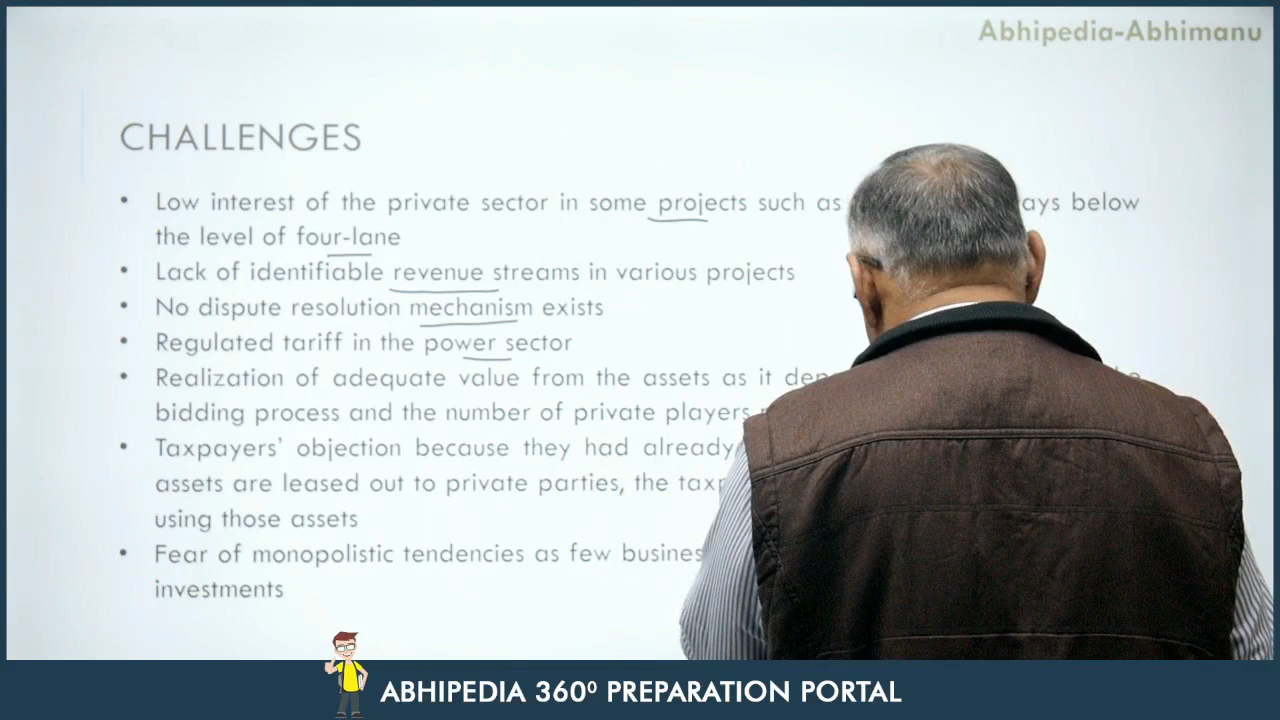 Abhipedia-Abhimanu
CHALLENGES
• Low interest of the private sector in some projects such as ays below
the level of four-lane
• Lack of identifiable revenue streams in various projects
• No dispute resolution mechanism exists
• Regulated tariff in the power sector
• Realization of adequate value from the assets as it dep
bidding process and the number of private players
• Taxpayers' objection because they had already
assets are leased out to private parties, the taxp
using those assets
• Fear of monopolistic tendencies as few busines
investments
ABHIPEDIA 360⁰ PREPARATION PORTAL